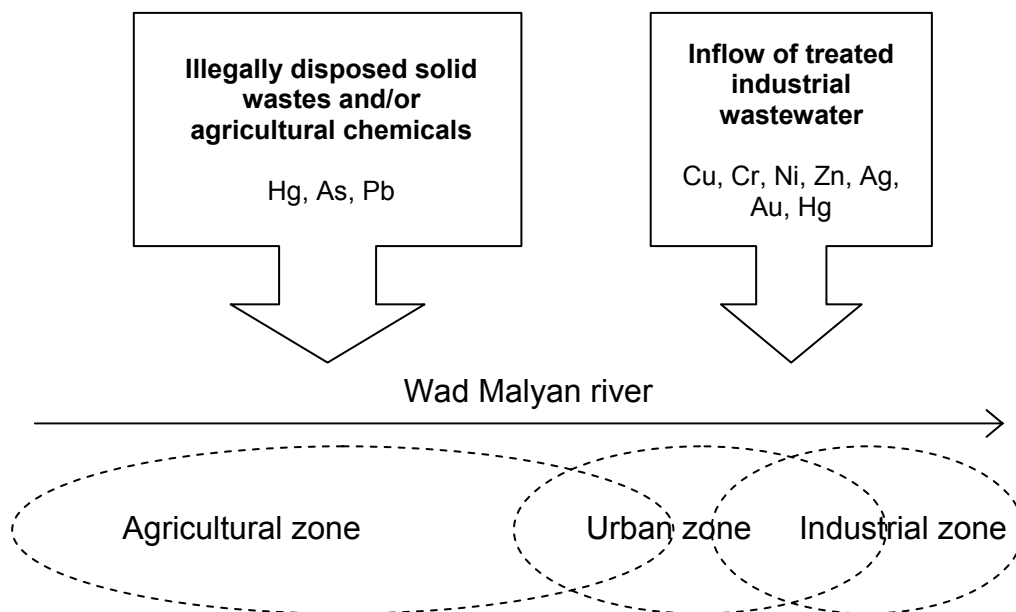 Illegally disposed solid
wastes and/or
agricultural chemicals
Hg, As, Pb
Inflow of treated
industrial
wastewater
Cu, Cr, Ni, Zn, Ag,
Au, Hg
Wad Malyan river
Agricultural zone
Urban zone
Industrial zone